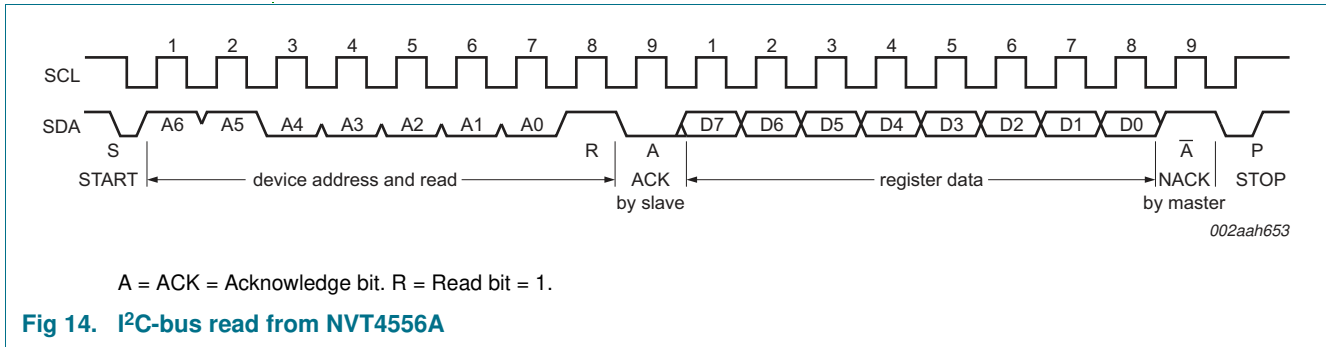 1 2 3 4 5 6 7 8 9 1 2 3 4 5 6 7 8 9
SCL
SDA A6 A5 A4 A3 A2 A1 A0 D7 D6 D5 D4 D3 D2 D1 D0
S R A A̅ P
START device address and read ACK register data NACK STOP
by slave by master
002aah653
A = ACK = Acknowledge bit. R = Read bit = 1.
Fig 14. I²C-bus read from NVT4556A